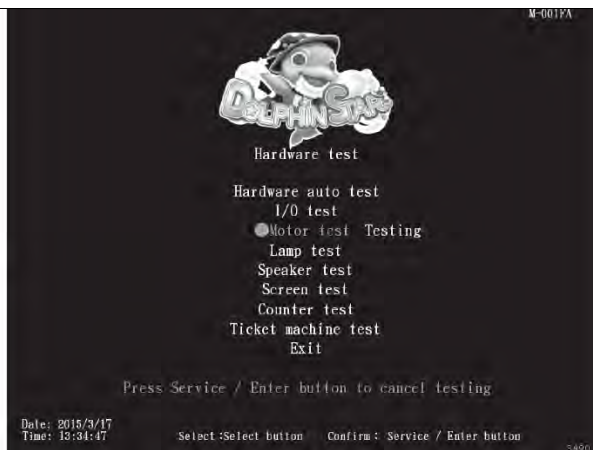 M-001FA
DOLPHIN STAR
Hardware test
Hardware auto test
I/O test
Motor test Testing
Lamp test
Speaker test
Screen test
Counter test
Ticket machine test
Exit
Press Service / Enter button to cancel testing
Date: 2015/3/17
Time: 13:34:47
Select :Select button Confirm : Service / Enter button